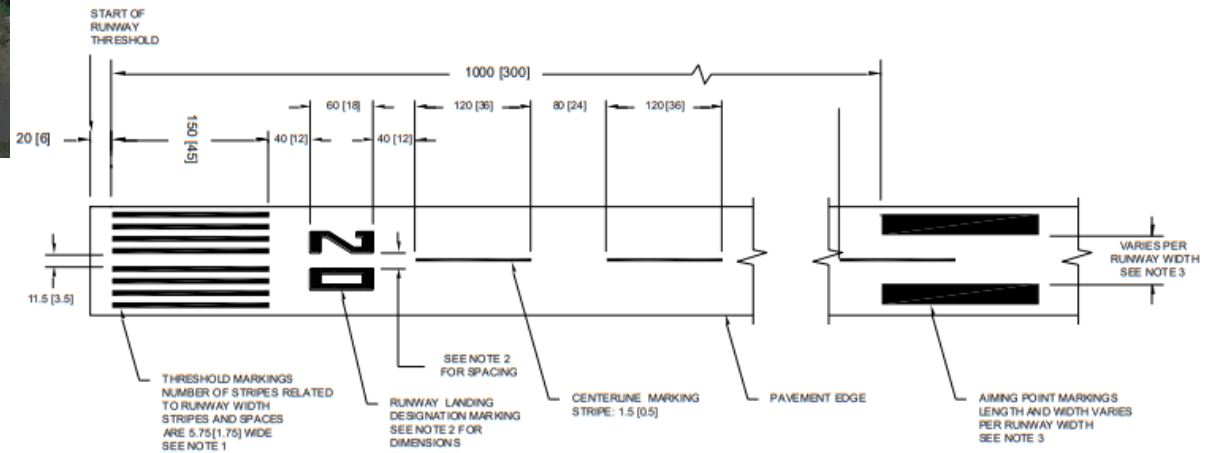 START OF
RUNWAY
THRESHOLD
1000 [300]
60 [18]
120 [36]
80 [24]
120[36]
20 [6]
150 [45]
40 [12]
40 [12]
20
11.5 [3.5]
VARIES PER
RUNWAY WIDTH
SEE NOTE 3
THRESHOLD MARKINGS
NUMBER OF STRIPES RELATED
TO RUNWAY WIDTH
STRIPES AND SPACES
ARE 5.75[1.75] WIDE
SEE NOTE 1
RUNWAY LANDING
DESIGNATION MARKING
SEE NOTE 2 FOR
DIMENSIONS
SEE NOTE 2
FOR SPACING
CENTERLINE MARKING
STRIPE: 1.5 [0.5]
PAVEMENT EDGE
AIMING POINT MARKINGS
LENGTH AND WIDTH VARIES
PER RUNWAY WIDTH
SEE NOTE 3